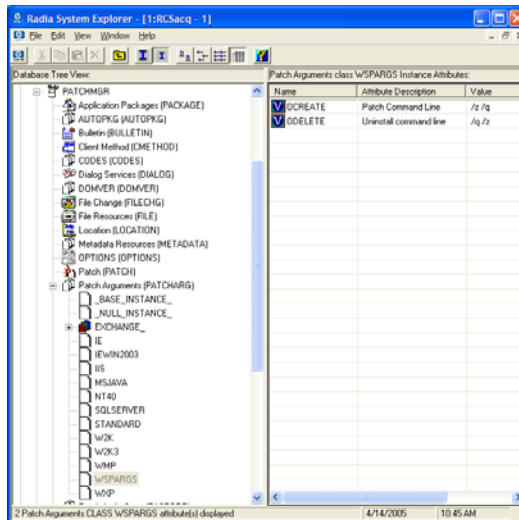 Radia System Explorer - [1:RCSacq - 1]
File Edit View Window Help
Database Tree View:
Patch Arguments class WSPARGS Instance Attributes:
Name Attribute Description Value
OCREATE Patch Command Line /z /q
ODELETE Uninstall command line /q /z
PATCHMGR
Application Packages (PACKAGE)
AUTOPKG (AUTOPKG)
Bulletin (BULLETIN)
Client Method (CMETHOD)
CODES (CODES)
Dialog Services (DIALOG)
DOMVER (DOMVER)
File Change (FILECHG)
File Resources (FILE)
Location (LOCATION)
Metadata Resources (METADATA)
OPTIONS (OPTIONS)
Patch (PATCH)
Patch Arguments (PATCHARG)
_BASE_INSTANCE_
_NULL_INSTANCE_
EXCHANGE_
IE
IEWIN2003
IIS
MSJAVA
NT40
SQLSERVER
STANDARD
W2K
W2K3
WMP
WSPARGS
WXP
2 Patch Arguments CLASS WSPARGS attribute(s) displayed
4/14/2005 10:45 AM